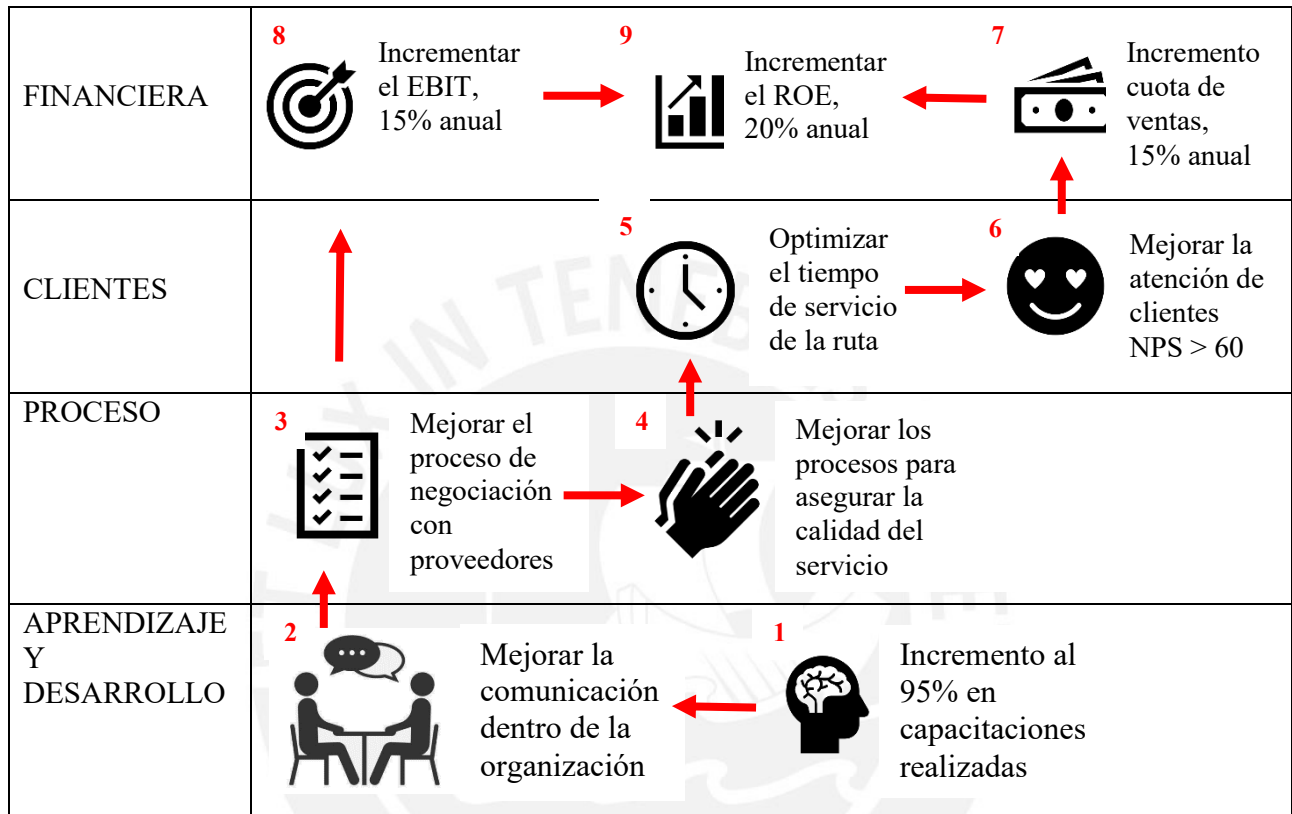 FINANCIERA
8
Incrementar
el EBIT,
15% anual
9
Incrementar
el ROE,
20% anual
7
Incremento
cuota de
ventas,
15% anual
CLIENTES
5
Optimizar
el tiempo
de servicio
de la ruta
6
Mejorar la
atención de
clientes
NPS > 60
PROCESO
3
Mejorar el
proceso de
negociación
con
proveedores
4
Mejorar los
procesos para
asegurar la
calidad del
servicio
APRENDIZAJE
Y
DESARROLLO
2
Mejorar la
comunicación
dentro de la
organización
1
Incremento al
95% en
capacitaciones
realizadas